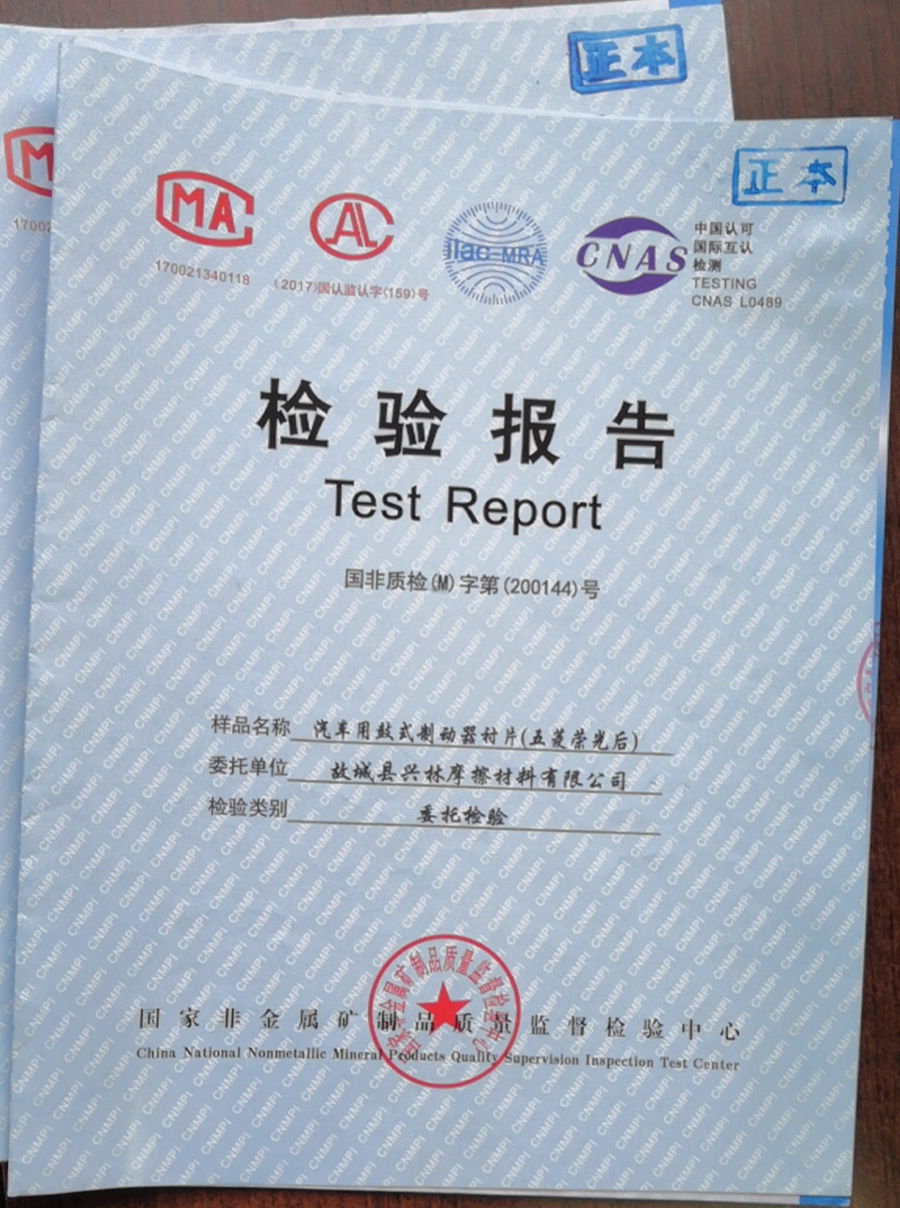 正本
正本
MA
170021340118
AL
(2017)国认监认字(159)号
ilac-MRA
CNAS
中国认可
国际互认
检测
TESTING
CNAS L0489
M
17002
检验报告
Test Report
国非质检(M)字第(200144)号
样品名称 汽车用鼓式制动器衬片(五菱荣光后)
委托单位 故城县兴林摩擦材料有限公司
检验类别 委托检验
国家非金属矿制品质量监督检验中心
China National Nonmetallic Mineral Products Quality Supervision Inspection Test Center